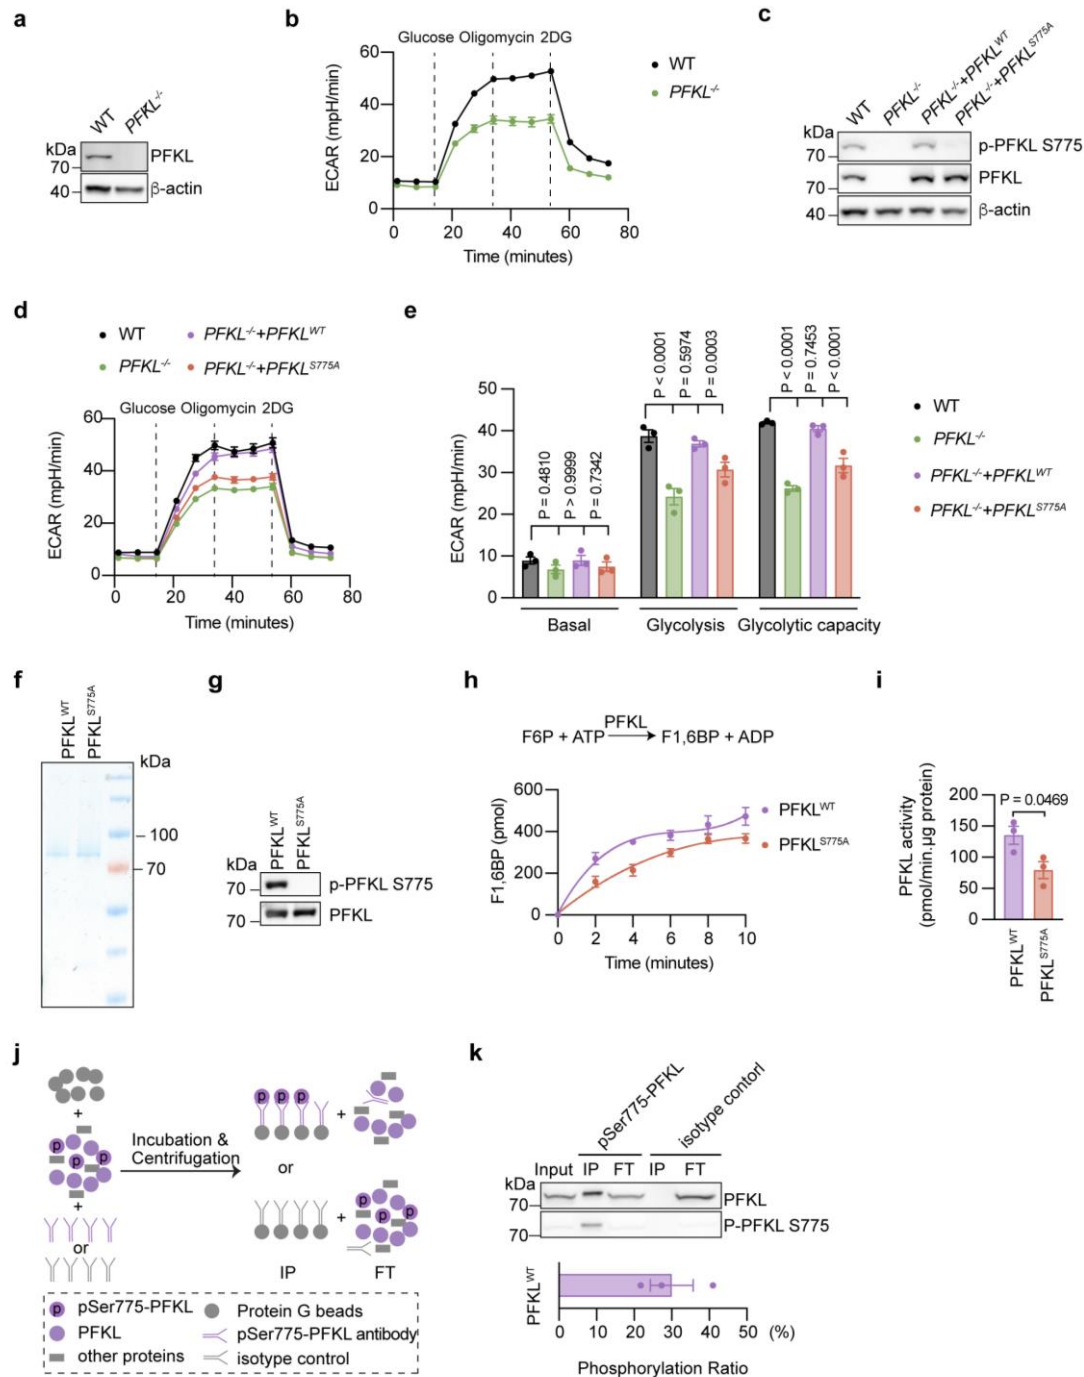 a
WT
PFKL-/-
kDa
70
40
PFKL
β-actin
b
Glucose Oligomycin 2DG
60
40
20
0
ECAR (mpH/min)
0 20 40 60 80
Time (minutes)
WT
PFKL-/-
c
WT
PFKL-/-
PFKL-/-+PFKLWT
PFKL-/-+PFKLS775A
kDa
70
70
40
p-PFKL S775
PFKL
β-actin
d
WT
PFKL-/-+PFKLWT
PFKL-/-
PFKL-/-+PFKLS775A
Glucose Oligomycin 2DG
60
40
20
0
ECAR (mpH/min)
0 20 40 60 80
Time (minutes)
e
50
40
30
20
10
0
ECAR (mpH/min)
P = 0.4810
P > 0.9999
P = 0.7342
P < 0.0001
P = 0.5974
P = 0.0003
P < 0.0001
P = 0.7453
P < 0.0001
Basal
Glycolysis
Glycolytic capacity
WT
PFKL-/-
PFKL-/-+PFKLWT
PFKL-/-+PFKLS775A
f
PFKLWT
PFKLS775A
kDa
100
70
g
PFKLWT
PFKLS775A
kDa
70
70
p-PFKL S775
PFKL
h
PFKL
F6P + ATP → F1,6BP + ADP
600
400
200
0
F1,6BP (pmol)
0 2 4 6 8 10
Time (minutes)
PFKLWT
PFKLS775A
i
P = 0.0469
200
150
100
50
0
PFKL activity
(pmol/min.μg protein)
PFKLWT
PFKLS775A
j
+
+
or
Incubation &
Centrifugation
p p p p p p
+
or
p p p
+
IP
FT
p pSer775-PFKL
PFKL
other proteins
Protein G beads
pSer775-PFKL antibody
isotype control
k
pSer775-PFKL
isotype contorl
Input IP FT IP FT
kDa
70
70
PFKL
P-PFKL S775
PFKLWT
0 10 20 30 40 50 (%)
Phosphorylation Ratio